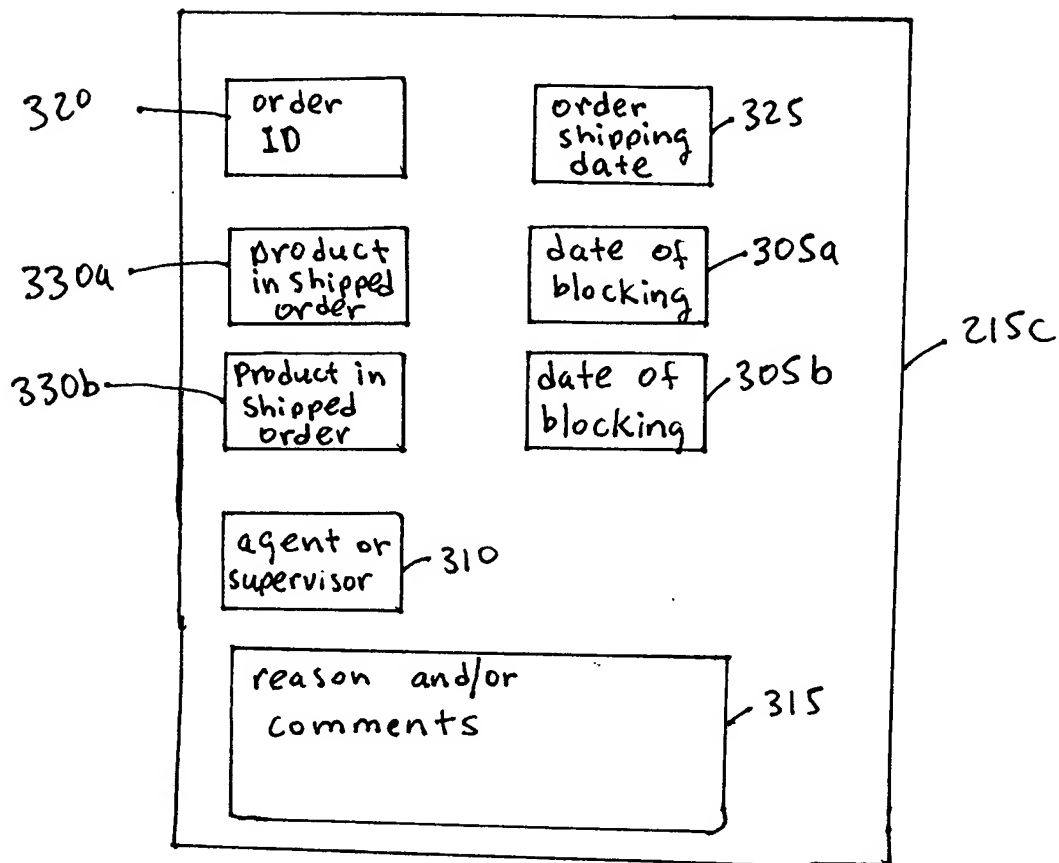 320
order
ID
order
shipping
date
325
330a
product
in shipped
order
date of
blocking
305a
215c
330b
Product in
shipped
order
date of
blocking
305b
agent or
supervisor
310
reason and/or
comments
315